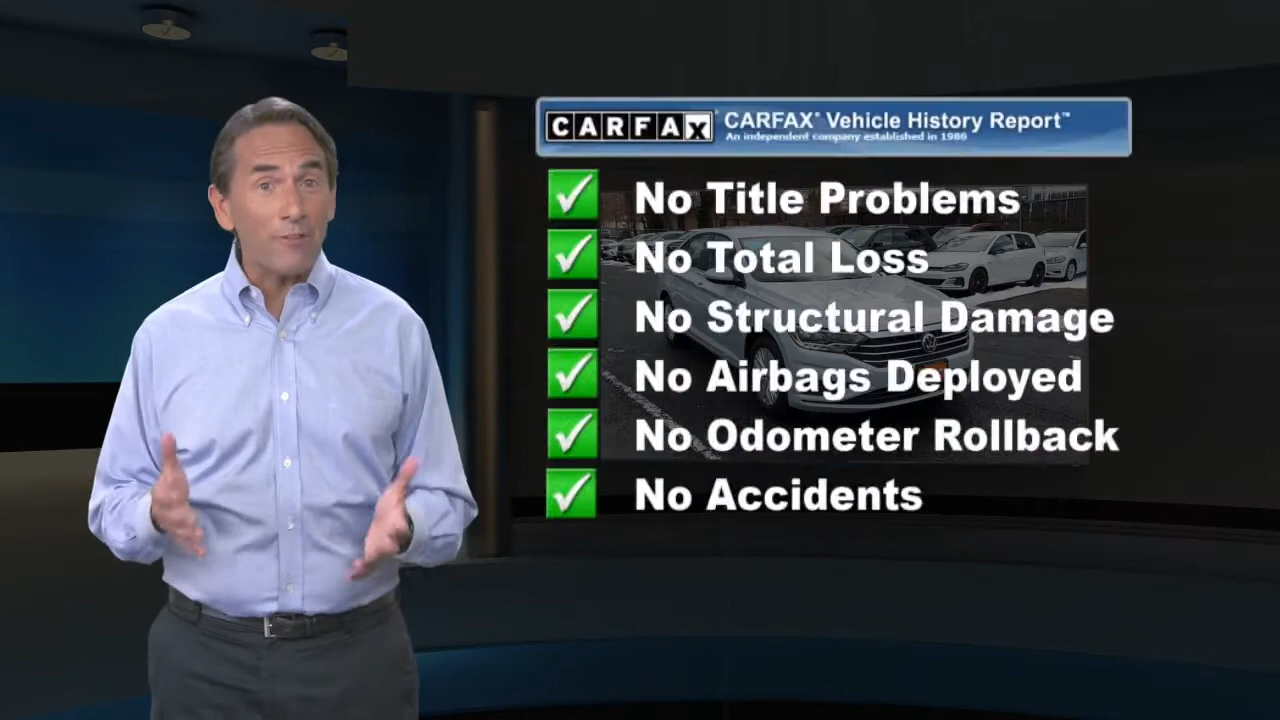 CARFAX
CARFAX® Vehicle History Report™
An independent company established in 1986
No Title Problems
No Total Loss
No Structural Damage
No Airbags Deployed
No Odometer Rollback
No Accidents